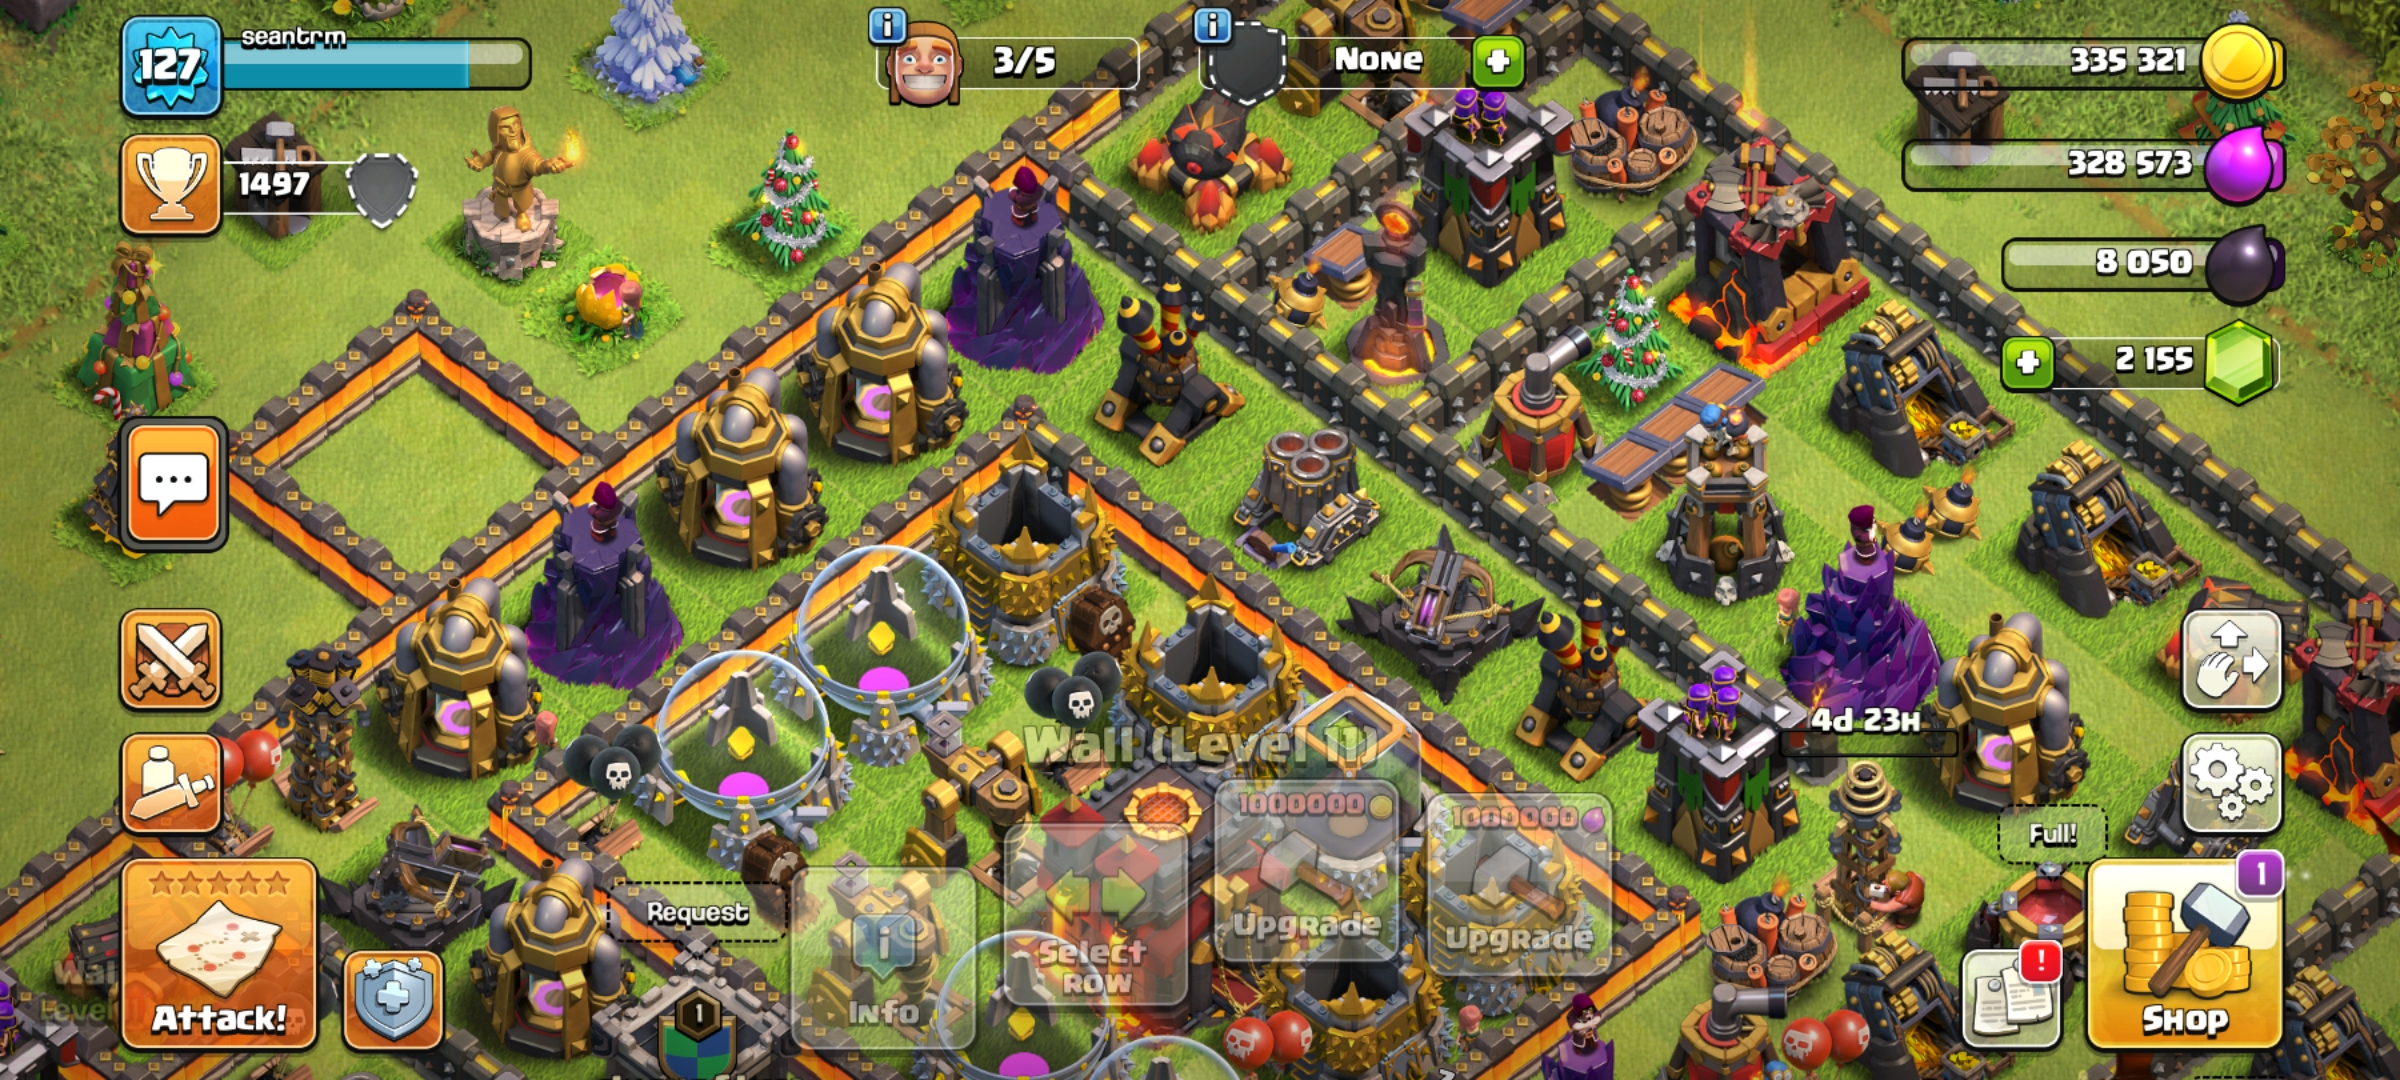 127
seantrm
3/5
None
335 321
1497
328 573
8 050
2 155
4d 23H
Wall (Level 11)
1000000
1000000
Full!
1
Request
Upgrade
Upgrade
Select
Row
Info
Attack!
1
!
Shop